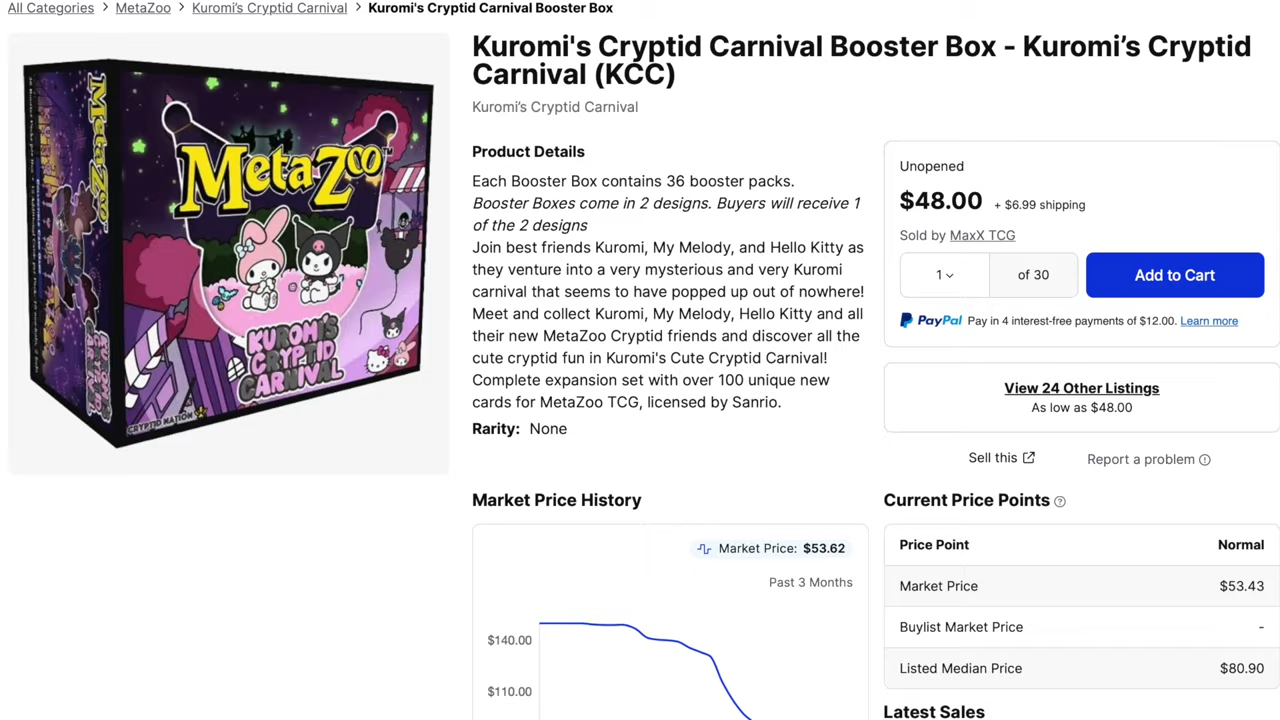 All Categories > MetaZoo > Kuromi's Cryptid Carnival > Kuromi's Cryptid Carnival Booster Box
Kuromi's Cryptid Carnival Booster Box - Kuromi’s Cryptid
Carnival (KCC)
Kuromi’s Cryptid Carnival
MetaZoo
MetaZoo™
KUROMI'S
CRYPTID
CARNIVAL
CRYPTID NATION
Product Details
Each Booster Box contains 36 booster packs.
Booster Boxes come in 2 designs. Buyers will receive 1
of the 2 designs
Join best friends Kuromi, My Melody, and Hello Kitty as
they venture into a very mysterious and very Kuromi
carnival that seems to have popped up out of nowhere!
Meet and collect Kuromi, My Melody, Hello Kitty and all
their new MetaZoo Cryptid friends and discover all the
cute cryptid fun in Kuromi's Cute Cryptid Carnival!
Complete expansion set with over 100 unique new
cards for MetaZoo TCG, licensed by Sanrio.
Rarity: None
Unopened
$48.00 + $6.99 shipping
Sold by MaxX TCG
1 of 30 Add to Cart
PayPal Pay in 4 interest-free payments of $12.00. Learn more
View 24 Other Listings
As low as $48.00
Sell this Report a problem
Market Price History
Market Price: $53.62
Past 3 Months
$140.00
$110.00
Current Price Points
Price Point Normal
Market Price $53.43
Buylist Market Price -
Listed Median Price $80.90
Latest Sales